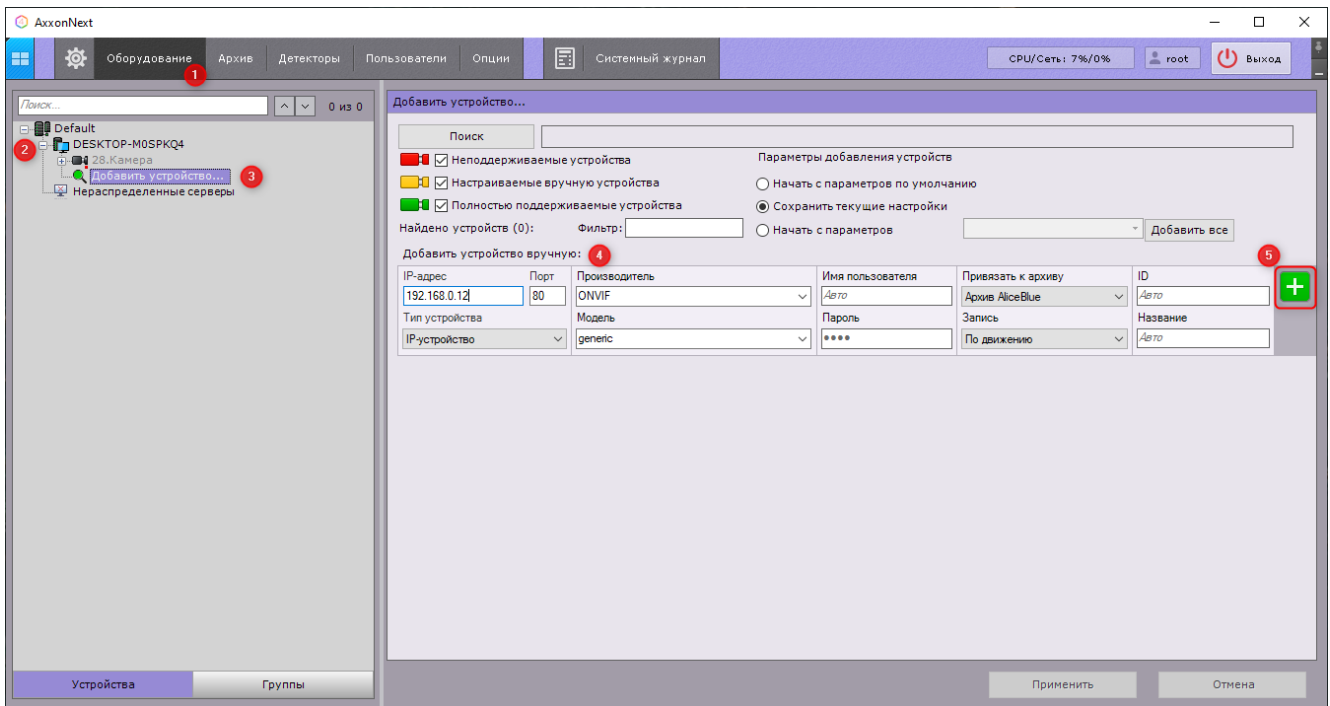 AxxonNext
Оборудование Архив Детекторы Пользователи Опции Системный журнал CPU/Сеть: 7%/0% root Выход
1
Поиск... 0 из 0
Default
2 DESKTOP-M0SPKQ4
28.Камера
Добавить устройство... 3
Нераспределенные серверы
Добавить устройство...
Поиск
Неподдерживаемые устройства Параметры добавления устройств
Настраиваемые вручную устройства Начать с параметров по умолчанию
Полностью поддерживаемые устройства Сохранить текущие настройки
Найдено устройств (0): Фильтр: Начать с параметров Добавить все
Добавить устройство вручную: 4 5
IP-адрес Порт Производитель Имя пользователя Привязать к архиву ID
192.168.0.12 80 ONVIF Авто Архив AliceBlue Авто
Тип устройства Модель Пароль Запись Название
IP-устройство generic •••• По движению Авто
Устройства Группы Применить Отмена